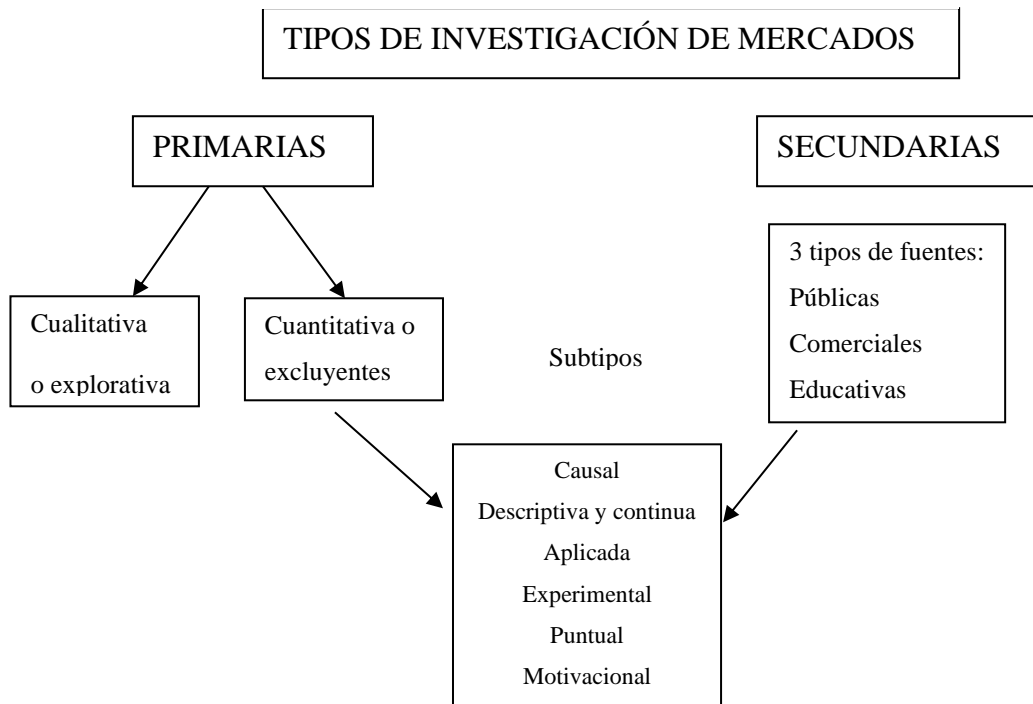 TIPOS DE INVESTIGACIÓN DE MERCADOS
PRIMARIAS
SECUNDARIAS
Cualitativa
o explorativa
Cuantitativa o
excluyentes
Subtipos
3 tipos de fuentes:
Públicas
Comerciales
Educativas
Causal
Descriptiva y continua
Aplicada
Experimental
Puntual
Motivacional